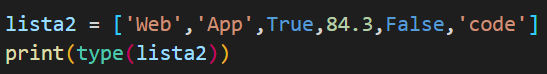 lista2 = ['Web','App',True,84.3,False,'code']
print(type(lista2))